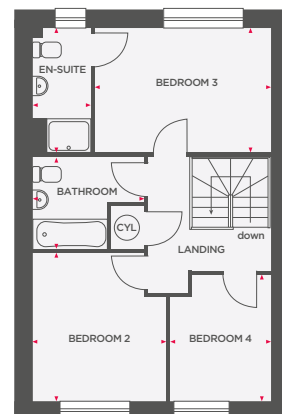 EN-SUITE
BEDROOM 3
BATHROOM
CYL
down
LANDING
BEDROOM 2
BEDROOM 4